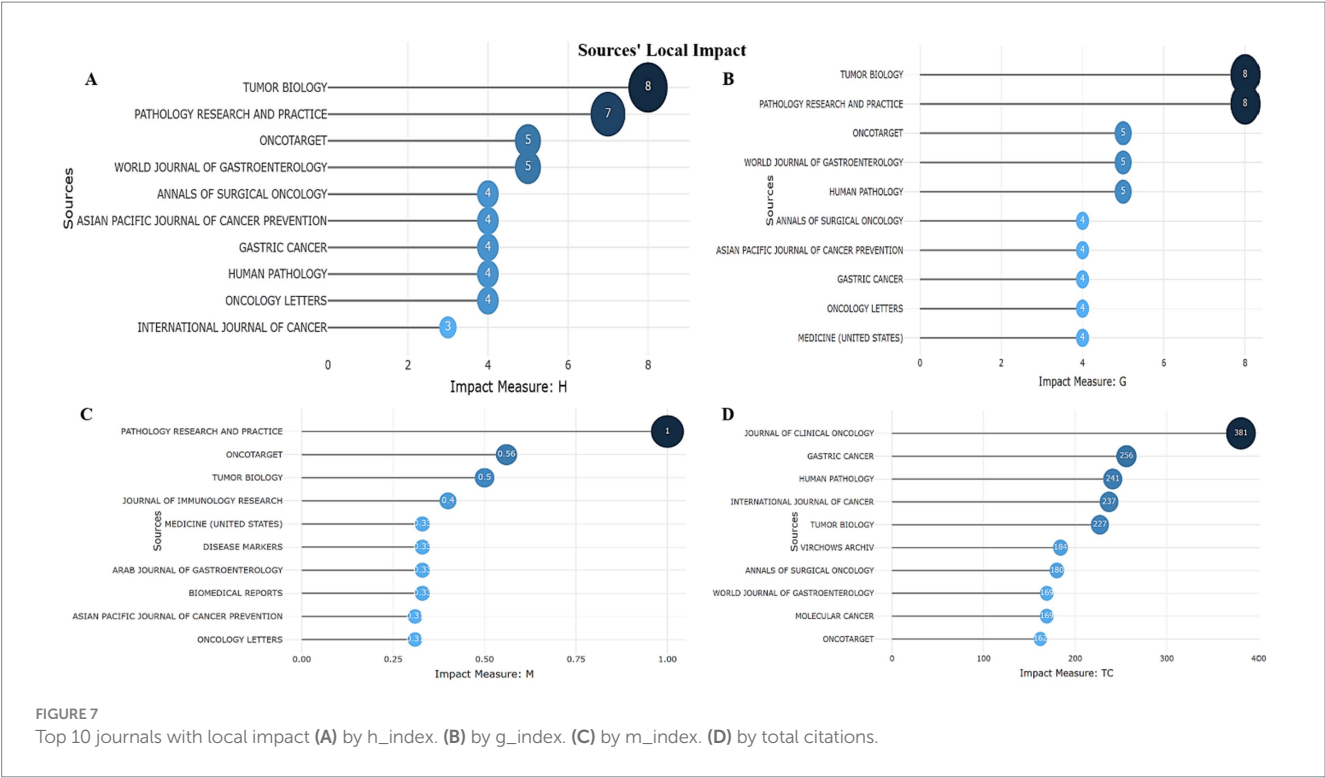 Sources' Local Impact
A
TUMOR BIOLOGY
8
PATHOLOGY RESEARCH AND PRACTICE
7
ONCOTARGET
5
WORLD JOURNAL OF GASTROENTEROLOGY
5
ANNALS OF SURGICAL ONCOLOGY
4
ASIAN PACIFIC JOURNAL OF CANCER PREVENTION
4
GASTRIC CANCER
4
HUMAN PATHOLOGY
4
ONCOLOGY LETTERS
4
INTERNATIONAL JOURNAL OF CANCER
3
Sources
0 2 4 6 8
Impact Measure: H
B
TUMOR BIOLOGY
8
PATHOLOGY RESEARCH AND PRACTICE
8
ONCOTARGET
5
WORLD JOURNAL OF GASTROENTEROLOGY
5
HUMAN PATHOLOGY
5
ANNALS OF SURGICAL ONCOLOGY
4
ASIAN PACIFIC JOURNAL OF CANCER PREVENTION
4
GASTRIC CANCER
4
ONCOLOGY LETTERS
4
MEDICINE (UNITED STATES)
4
Sources
0 2 4 6 8
Impact Measure: G
C
PATHOLOGY RESEARCH AND PRACTICE
1
ONCOTARGET
0.56
TUMOR BIOLOGY
0.5
JOURNAL OF IMMUNOLOGY RESEARCH
0.4
MEDICINE (UNITED STATES)
DISEASE MARKERS
ARAB JOURNAL OF GASTROENTEROLOGY
BIOMEDICAL REPORTS
ASIAN PACIFIC JOURNAL OF CANCER PREVENTION
ONCOLOGY LETTERS
Sources
0.00 0.25 0.50 0.75 1.00
Impact Measure: M
D
JOURNAL OF CLINICAL ONCOLOGY
381
GASTRIC CANCER
256
HUMAN PATHOLOGY
241
INTERNATIONAL JOURNAL OF CANCER
237
TUMOR BIOLOGY
227
VIRCHOWS ARCHIV
184
ANNALS OF SURGICAL ONCOLOGY
180
WORLD JOURNAL OF GASTROENTEROLOGY
169
MOLECULAR CANCER
169
ONCOTARGET
162
Sources
0 100 200 300 400
Impact Measure: TC
FIGURE 7
Top 10 journals with local impact (A) by h_index. (B) by g_index. (C) by m_index. (D) by total citations.